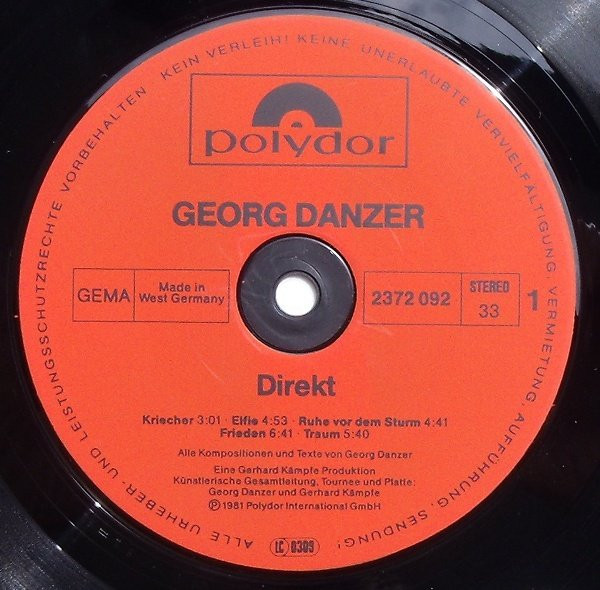 ALLE URHEBER- UND LEISTUNGSSCHUTZRECHTE VORBEHALTEN KEIN VERLEIH! KEINE UNERLAUBTE VERVIELFÄLTIGUNG, VERMIETUNG, AUFFÜHRUNG, SENDUNG!
polydor
GEORG DANZER
GEMA
Made in
West Germany
2372 092
STEREO
33
1
Direkt
Kriecher 3:01 · Elfie 4:53 · Ruhe vor dem Sturm 4:41
Frieden 6:41 · Traum 5:40
Alle Kompositionen und Texte von Georg Danzer
Eine Gerhard Kämpfe Produktion
Künstlerische Gesamtleitung, Tournee und Platte:
Georg Danzer und Gerhard Kämpfe
Ⓟ 1981 Polydor International GmbH
LC 0309